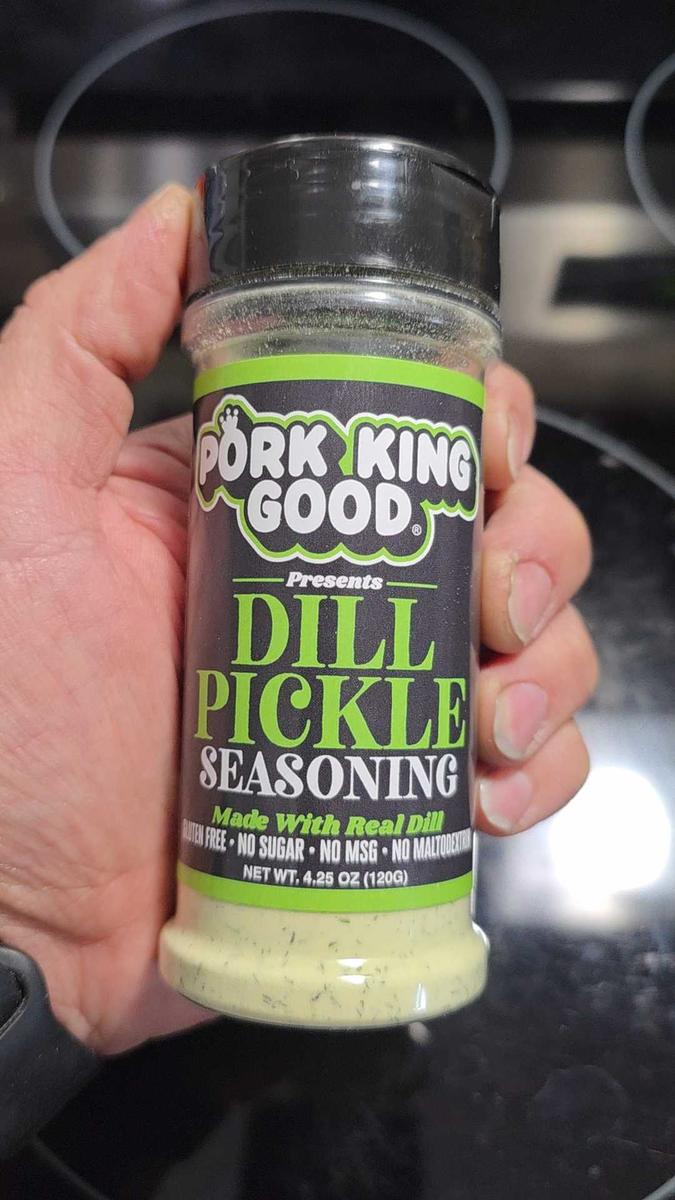 PORK KING
GOOD®
Presents
DILL
PICKLE
SEASONING
Made With Real Dill
GLUTEN FREE • NO SUGAR • NO MSG • NO MALTODEXTRIN
NET WT. 4.25 OZ (120G)